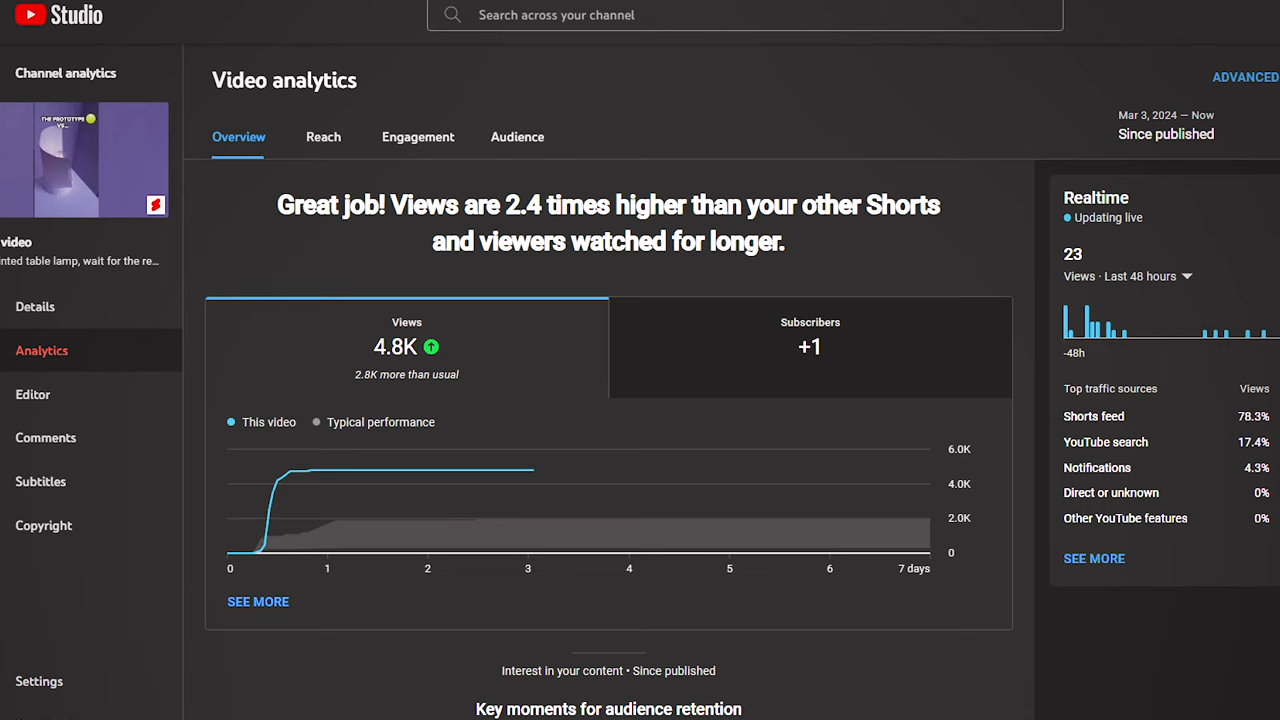 Studio
Search across your channel
Channel analytics
THE PROTOTYPE
VS...
video
nted table lamp, wait for the re...
Details
Analytics
Editor
Comments
Subtitles
Copyright
Settings
Video analytics
ADVANCED
Mar 3, 2024 – Now
Since published
Overview
Reach
Engagement
Audience
Great job! Views are 2.4 times higher than your other Shorts
and viewers watched for longer.
Views
4.8K
2.8K more than usual
Subscribers
+1
This video
Typical performance
6.0K
4.0K
2.0K
0
0 1 2 3 4 5 6 7 days
SEE MORE
Interest in your content • Since published
Key moments for audience retention
Realtime
Updating live
23
Views · Last 48 hours
-48h
Top traffic sources Views
Shorts feed 78.3%
YouTube search 17.4%
Notifications 4.3%
Direct or unknown 0%
Other YouTube features 0%
SEE MORE